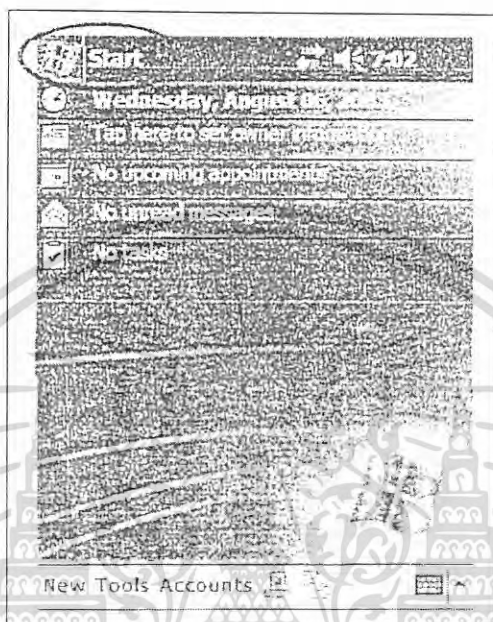 Start 7:02
Wednesday, August 06,
Tap here to set owner
No upcoming appointments
No unread messages
No tasks
New Tools Accounts